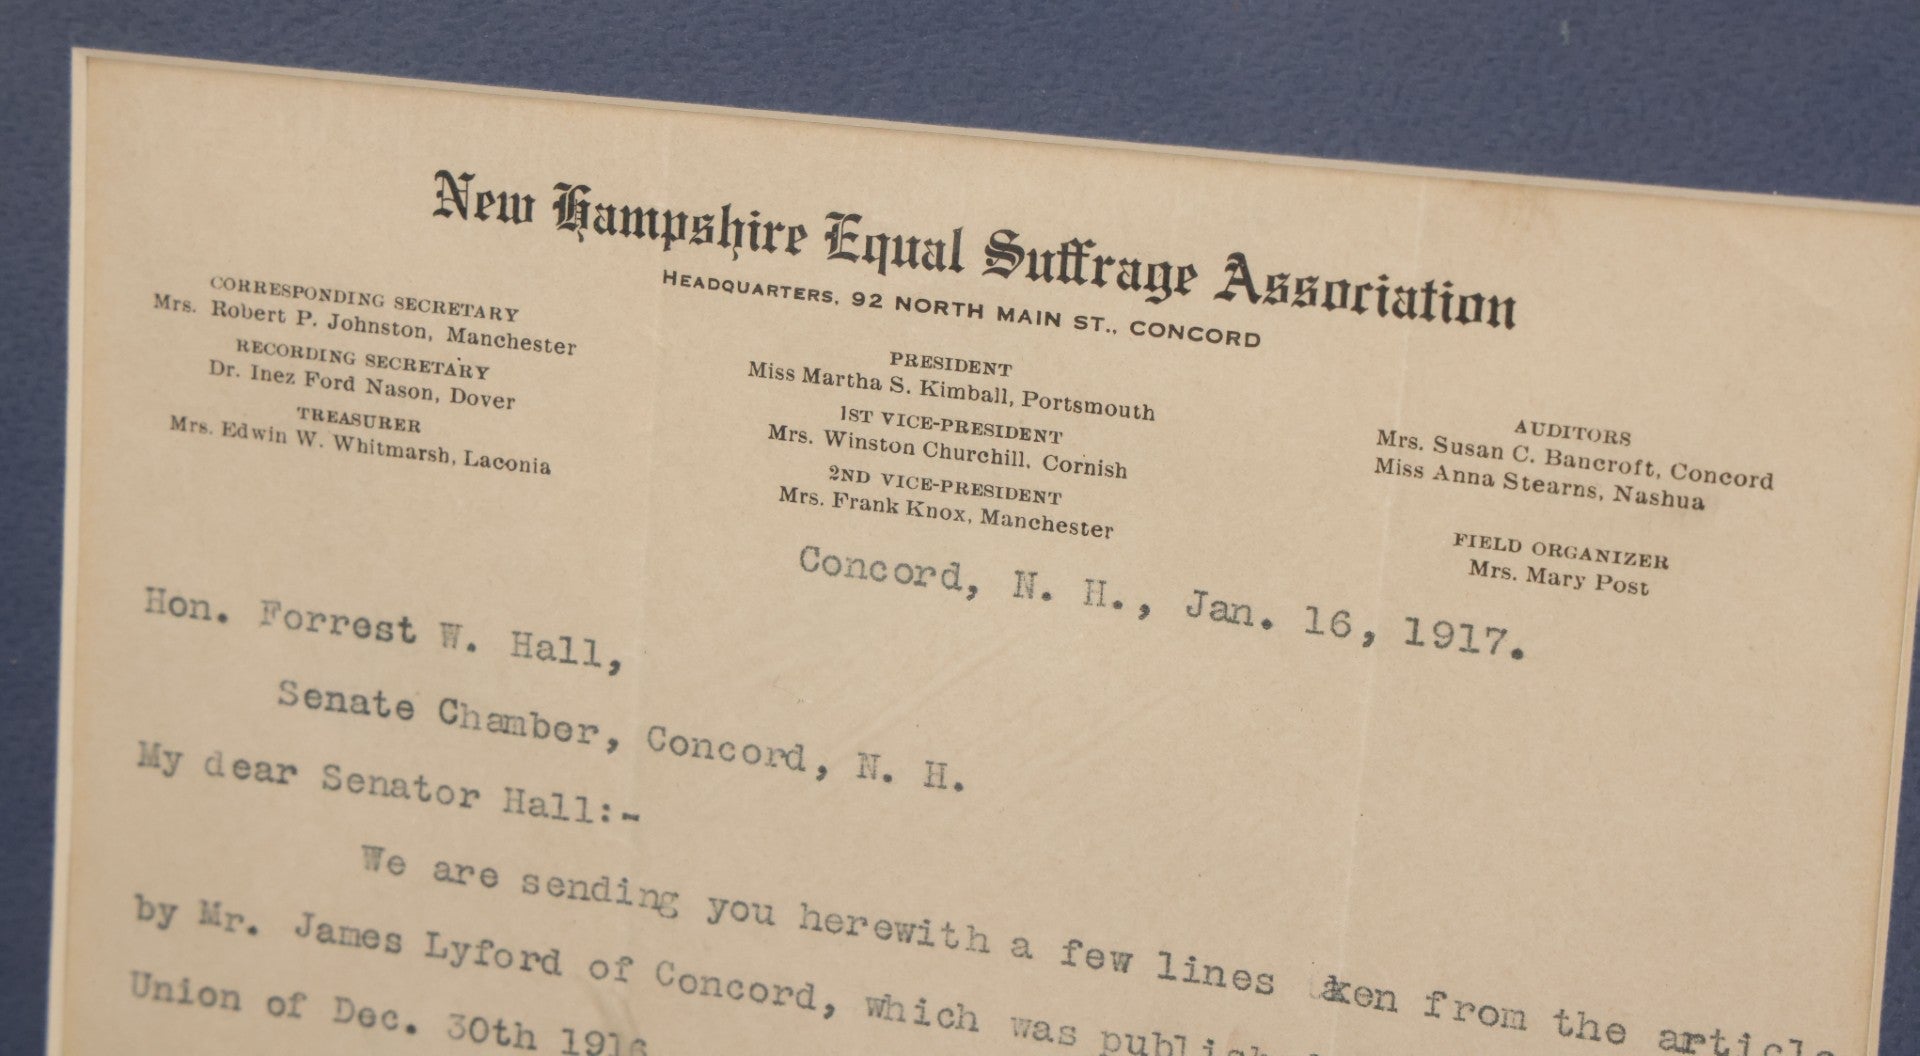 New Hampshire Equal Suffrage Association
HEADQUARTERS, 92 NORTH MAIN ST., CONCORD
CORRESPONDING SECRETARY
Mrs. Robert P. Johnston, Manchester
RECORDING SECRETARY
Dr. Inez Ford Nason, Dover
TREASURER
Mrs. Edwin W. Whitmarsh, Laconia
PRESIDENT
Miss Martha S. Kimball, Portsmouth
1ST VICE-PRESIDENT
Mrs. Winston Churchill, Cornish
2ND VICE-PRESIDENT
Mrs. Frank Knox, Manchester
AUDITORS
Mrs. Susan C. Bancroft, Concord
Miss Anna Stearns, Nashua
FIELD ORGANIZER
Mrs. Mary Post
Concord, N. H., Jan. 16, 1917.
Hon. Forrest W. Hall,
Senate Chamber, Concord, N. H.
My dear Senator Hall:-
We are sending you herewith a few lines taken from the article
by Mr. James Lyford of Concord, which was
Union of Dec. 30th 1916